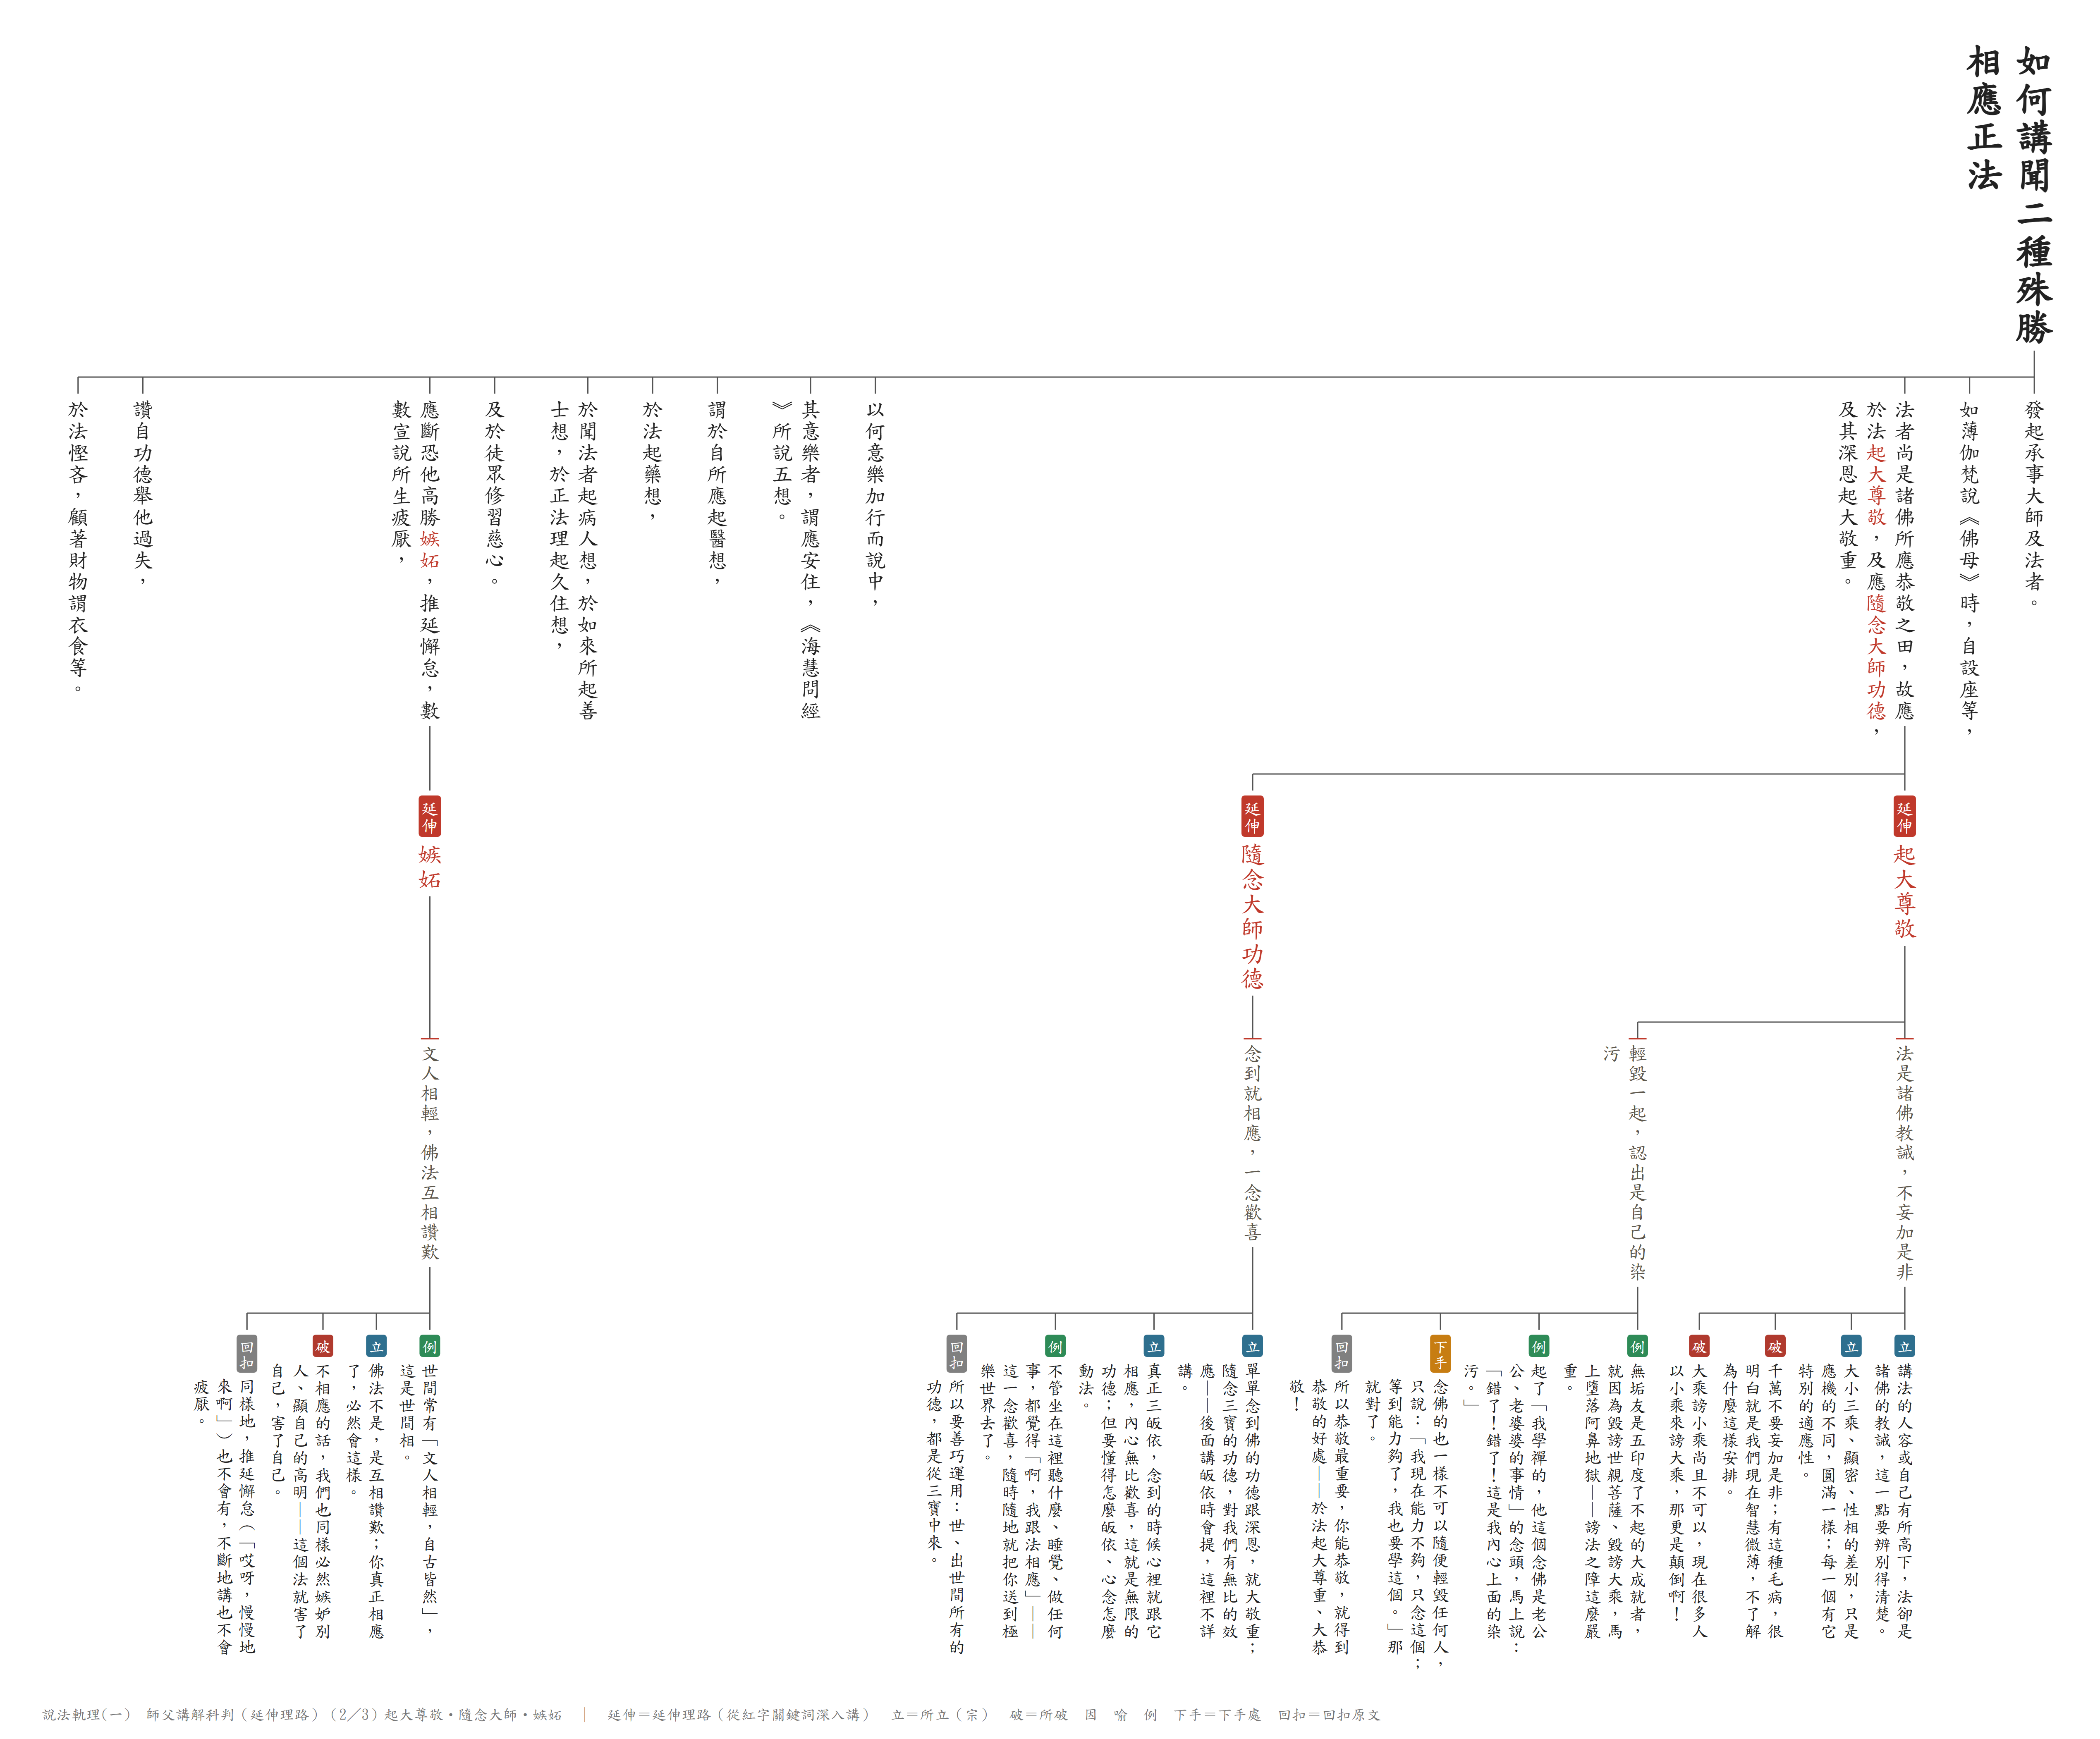 如何講聞二種殊勝
相應正法
發起承事大師及法者。
如薄伽梵說《佛母》時，自設座等，
法者尚是諸佛所應恭敬之田，故應
於法起大尊敬，及應隨念大師功德，
及其深恩起大敬重。
以何意樂加行而說中，
其意樂者，謂應安住，《海慧問經
》所說五想。
謂於自所應起醫想，
於法起藥想，
於聞法者起病人想，於如來所起善
士想，於正法理起久住想，
及於徒眾修習慈心。
應斷恐他高勝嫉妬，推延懈怠，數
數宣說所生疲厭，
讚自功德舉他過失，
於法慳吝，顧著財物謂衣食等。
延伸
起大尊敬
延伸
隨念大師功德
延伸
嫉妬
法是諸佛教誡，不妄加是非
輕毀一起，認出是自己的染
污
念到就相應，一念歡喜
文人相輕，佛法互相讚歎
立
講法的人容或自己有所高下，法卻是
諸佛的教誡，這一點要辨別得清楚。
立
大小三乘、顯密、性相的差別，只是
應機的不同，圓滿一樣；每一個有它
特別的適應性。
破
千萬不要妄加是非；有這種毛病，很
明白就是我們現在智慧微薄，不了解
為什麼這樣安排。
破
大乘謗小乘尚且不可以，現在很多人
以小乘來謗大乘，那更是顛倒啊！
例
無垢友是五印度了不起的大成就者，
就因為毀謗世親菩薩、毀謗大乘，馬
上墮落阿鼻地獄——謗法之障這麼嚴
重。
例
起了「我學禪的，他這個念佛是老公
公、老婆婆的事情」的念頭，馬上說：
「錯了！錯了！這是我內心上面的染
污。」
下手
念佛的也一樣不可以隨便輕毀任何人，
只說：「我現在能力不夠，只念這個；
等到能力夠了，我也要學這個。」那
就對了。
回扣
所以恭敬最重要，你能恭敬，就得到
恭敬的好處——於法起大尊重、大恭
敬！
立
單單念到佛的功德跟深恩，就大敬重；
隨念三寶的功德，對我們有無比的效
應——後面講皈依時會提，這裡不詳
講。
立
真正三皈依，念到的時候心裡就跟它
相應，內心無比歡喜，這就是無限的
功德；但要懂得怎麼皈依、心念怎麼
動法。
例
不管坐在這裡聽什麼、睡覺、做任何
事，都覺得「啊，我跟法相應」——
這一念歡喜，隨時隨地就把你送到極
樂世界去了。
回扣
所以要善巧運用：世、出世間所有的
功德，都是從三寶中來。
例
世間常有「文人相輕，自古皆然」，
這是世間相。
立
佛法不是，是互相讚歎；你真正相應
了，必然會這樣。
破
不相應的話，我們也同樣必然嫉妒別
人、顯自己的高明——這個法就害了
自己，害了自己。
回扣
同樣地，推延懈怠（「哎呀，慢慢地
來啊」）也不會有，不斷地講也不會
疲厭。
說法軌理(一)　師父講解科判（延伸理路）（2／3）起大尊敬・隨念大師・嫉妬　｜　延伸＝延伸理路（從紅字關鍵詞深入講）　立＝所立（宗）　破＝所破　因　喻　例　下手＝下手處　回扣＝回扣原文